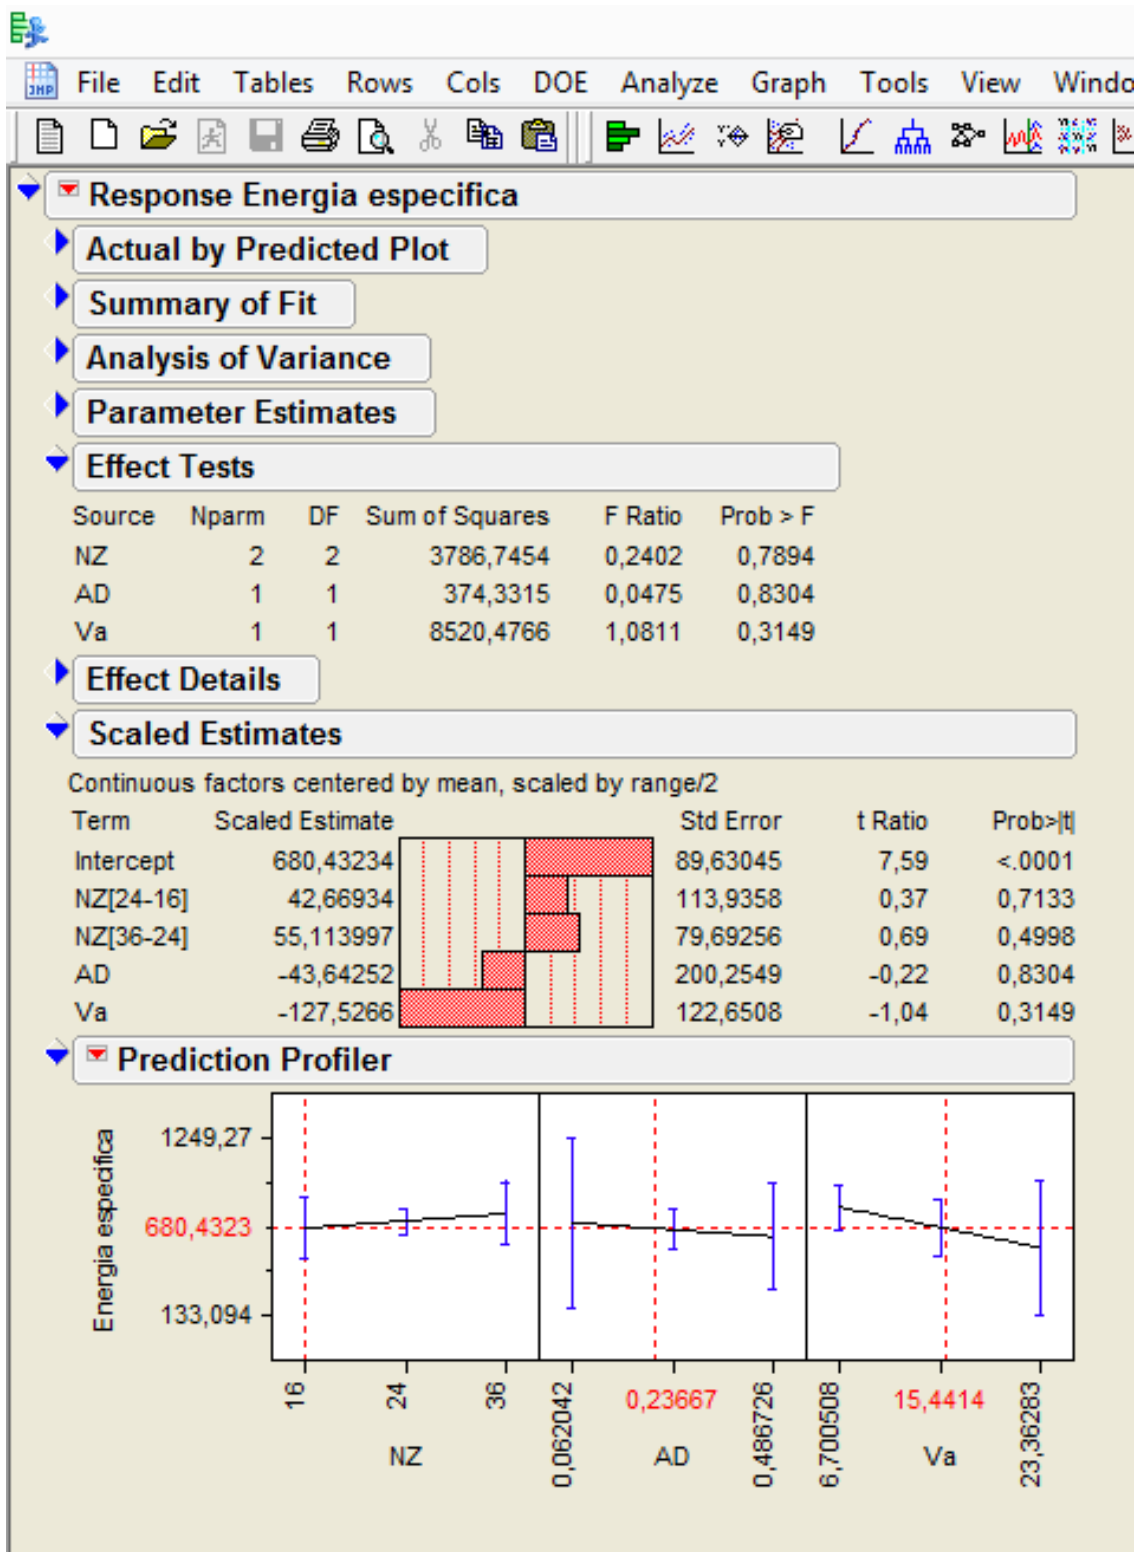 JMP File Edit Tables Rows Cols DOE Analyze Graph Tools View Windo
Response Energia especifica
Actual by Predicted Plot
Summary of Fit
Analysis of Variance
Parameter Estimates
Effect Tests
Source Nparm DF Sum of Squares F Ratio Prob > F
NZ 2 2 3786,7454 0,2402 0,7894
AD 1 1 374,3315 0,0475 0,8304
Va 1 1 8520,4766 1,0811 0,3149
Effect Details
Scaled Estimates
Continuous factors centered by mean, scaled by range/2
Term Scaled Estimate Std Error t Ratio Prob>|t|
Intercept 680,43234 89,63045 7,59 <.0001
NZ[24-16] 42,66934 113,9358 0,37 0,7133
NZ[36-24] 55,113997 79,69256 0,69 0,4998
AD -43,64252 200,2549 -0,22 0,8304
Va -127,5266 122,6508 -1,04 0,3149
Prediction Profiler
Energia especifica
1249,27
680,4323
133,094
16 24 36 0,062042 0,23667 0,486726 6,700508 15,4414 23,36283
NZ AD Va